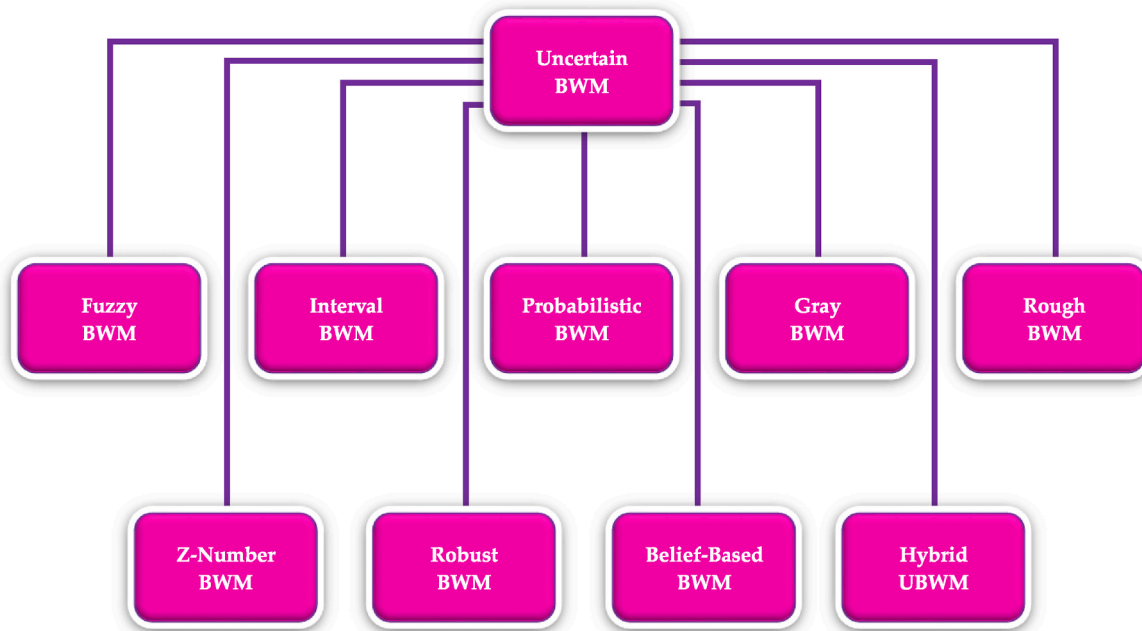 Uncertain
BWM
Fuzzy
BWM
Interval
BWM
Probabilistic
BWM
Gray
BWM
Rough
BWM
Z-Number
BWM
Robust
BWM
Belief-Based
BWM
Hybrid
UBWM